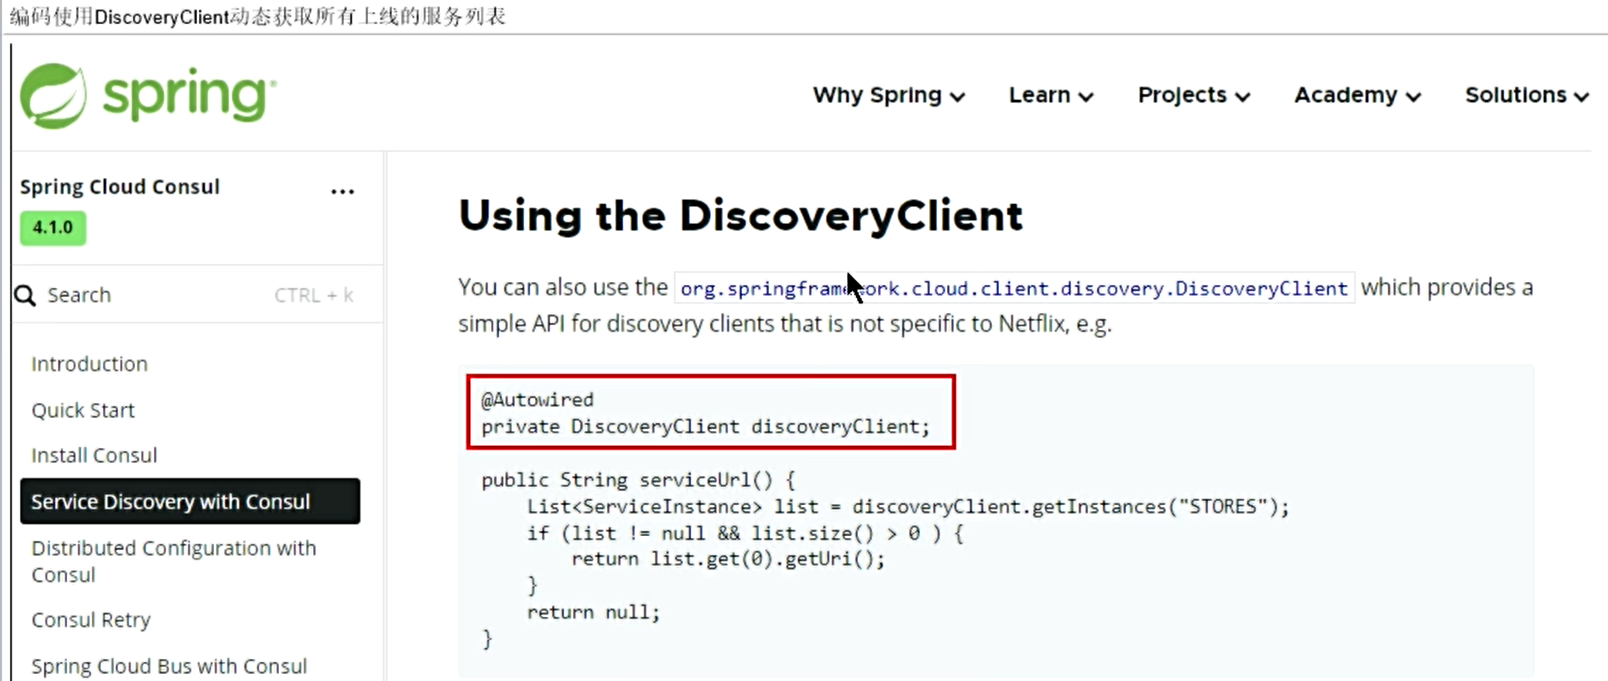 编码使用DiscoveryClient动态获取所有上线的服务列表
spring
Why Spring
Learn
Projects
Academy
Solutions
Spring Cloud Consul
...
4.1.0
Search
CTRL + k
Introduction
Quick Start
Install Consul
Service Discovery with Consul
Distributed Configuration with
Consul
Consul Retry
Spring Cloud Bus with Consul
Using the DiscoveryClient
You can also use the org.springframework.cloud.client.discovery.DiscoveryClient which provides a
simple API for discovery clients that is not specific to Netflix, e.g.
@Autowired
private DiscoveryClient discoveryClient;
public String serviceUrl() {
    List<ServiceInstance> list = discoveryClient.getInstances("STORES");
    if (list != null && list.size() > 0 ) {
        return list.get(0).getUri();
    }
    return null;
}